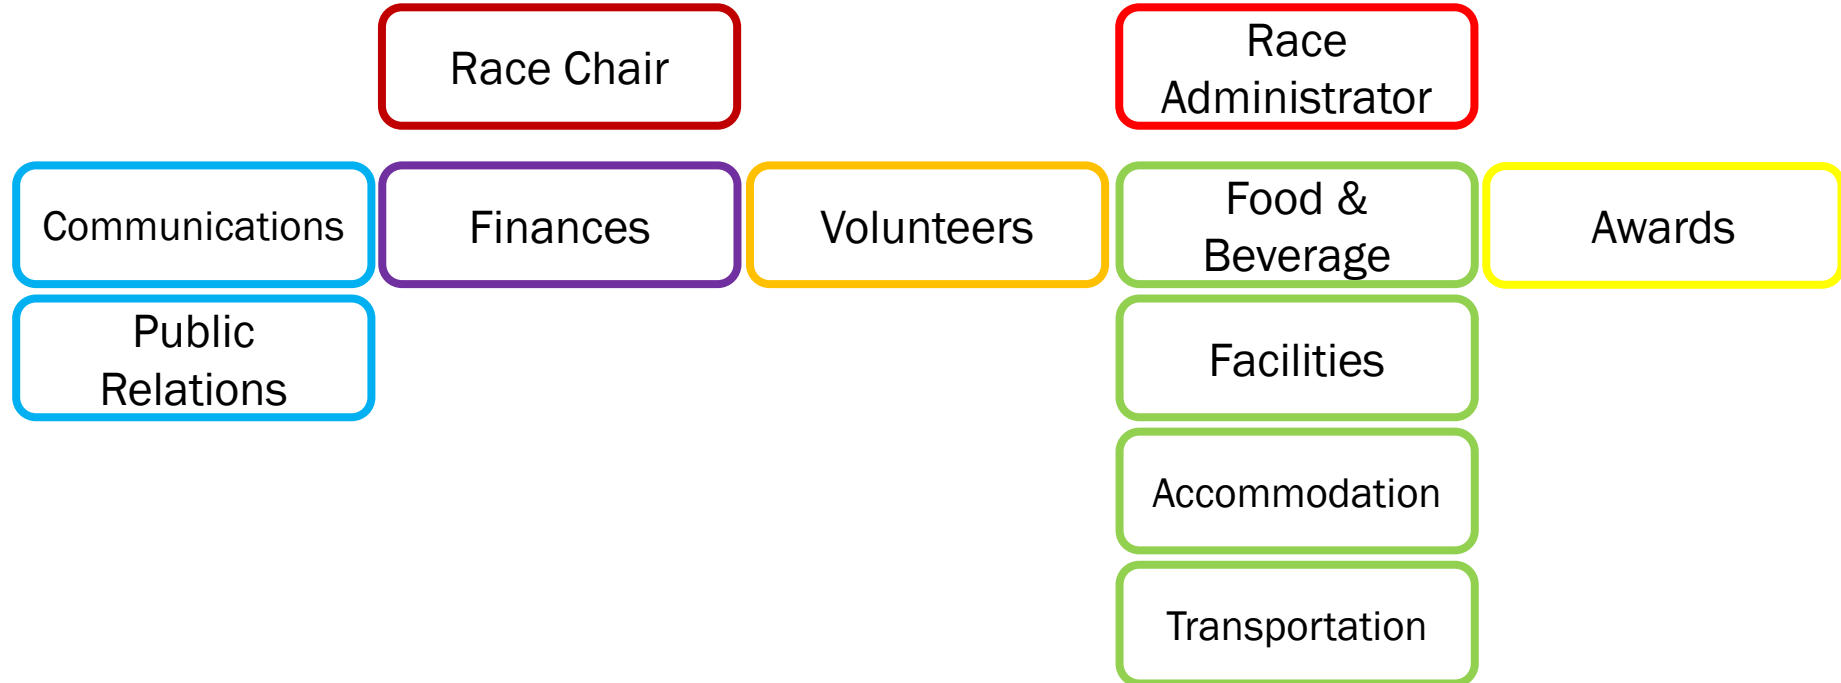 Race Chair
Race
Administrator
Communications
Finances
Volunteers
Food &
Beverage
Awards
Public
Relations
Facilities
Accommodation
Transportation